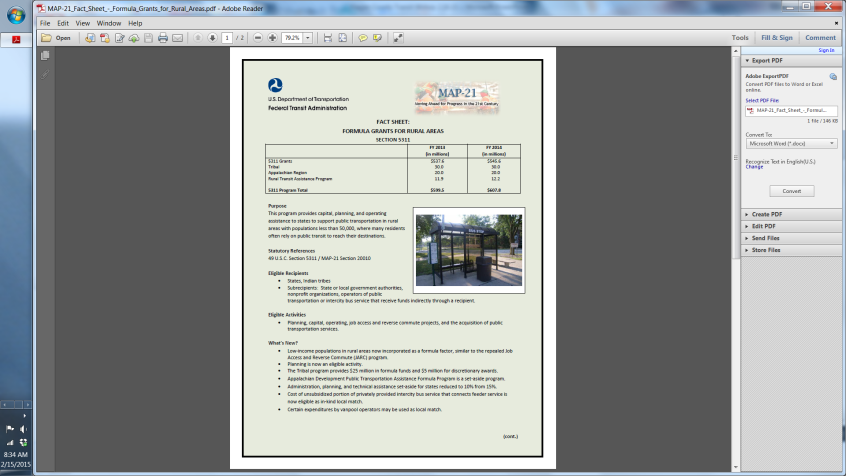 MAP-21_Fact_Sheet_-_Formula_Grants_for_Rural_Areas.pdf - Adobe Reader
File Edit View Window Help
Open 1 / 2 79.2% Tools Fill & Sign Comment
Sign In
Export PDF
Adobe ExportPDF
Convert PDF files to Word or Excel online.
Select PDF File:
MAP-21_Fact_Sheet_-_Formul...
1 file / 146 KB
Convert To:
Microsoft Word (*.docx)
Recognize Text in English(U.S.)
Change
Convert
Create PDF
Edit PDF
Send Files
Store Files
U.S. Department of Transportation
Federal Transit Administration
MAP-21
Moving Ahead for Progress in the 21st Century
FACT SHEET:
FORMULA GRANTS FOR RURAL AREAS
SECTION 5311
FY 2013 (in millions)
5311 Grants $537.6 $545.6
Tribal 30.0 30.0
Appalachian Region 20.0 20.0
Rural Transit Assistance Program 11.9 12.2
5311 Program Total $599.5 $607.8
Purpose
This program provides capital, planning, and operating
assistance to states to support public transportation in rural
areas with populations less than 50,000, where many residents
often rely on public transit to reach their destinations.
Statutory References
49 U.S.C. Section 5311 / MAP-21 Section 20010
Eligible Recipients
• States, Indian tribes
• Subrecipients: State or local government authorities,
nonprofit organizations, operators of public
transportation or intercity bus service that receive funds indirectly through a recipient.
Eligible Activities
• Planning, capital, operating, job access and reverse commute projects, and the acquisition of public
transportation services.
What's New?
• Low-income populations in rural areas now incorporated as a formula factor, similar to the repealed Job
Access and Reverse Commute (JARC) program.
• Planning is now an eligible activity.
• The Tribal program provides $25 million in formula funds and $5 million for discretionary awards.
• Appalachian Development Public Transportation Assistance Formula Program is a set-aside program.
• Administration, planning, and technical assistance set-aside for states reduced to 10% from 15%.
• Cost of unsubsidized portion of privately provided intercity bus service that connects feeder service is
now eligible as in-kind local match.
• Certain expenditures by vanpool operators may be used as local match.
(cont.)
8:34 AM
2/15/2015